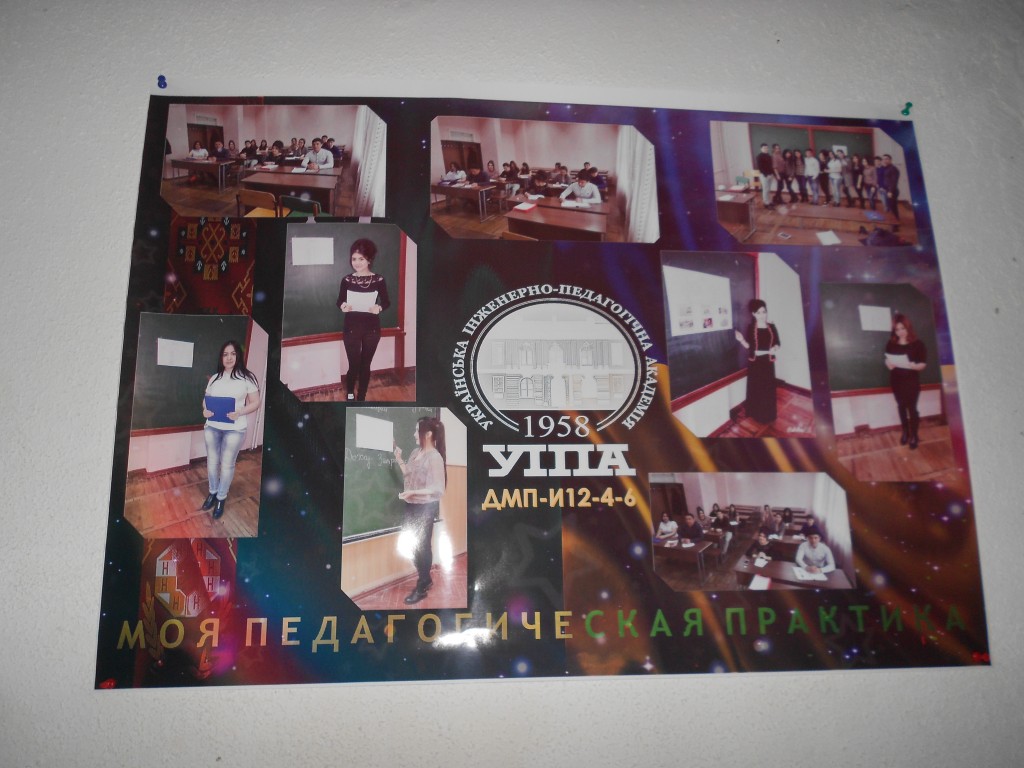 УКРАЇНСЬКА ІНЖЕНЕРНО-ПЕДАГОГІЧНА АКАДЕМІЯ
1958
УІПА
ДМП-И12-4-6
МОЯ ПЕДАГОГИЧЕСКАЯ ПРАКТИКА